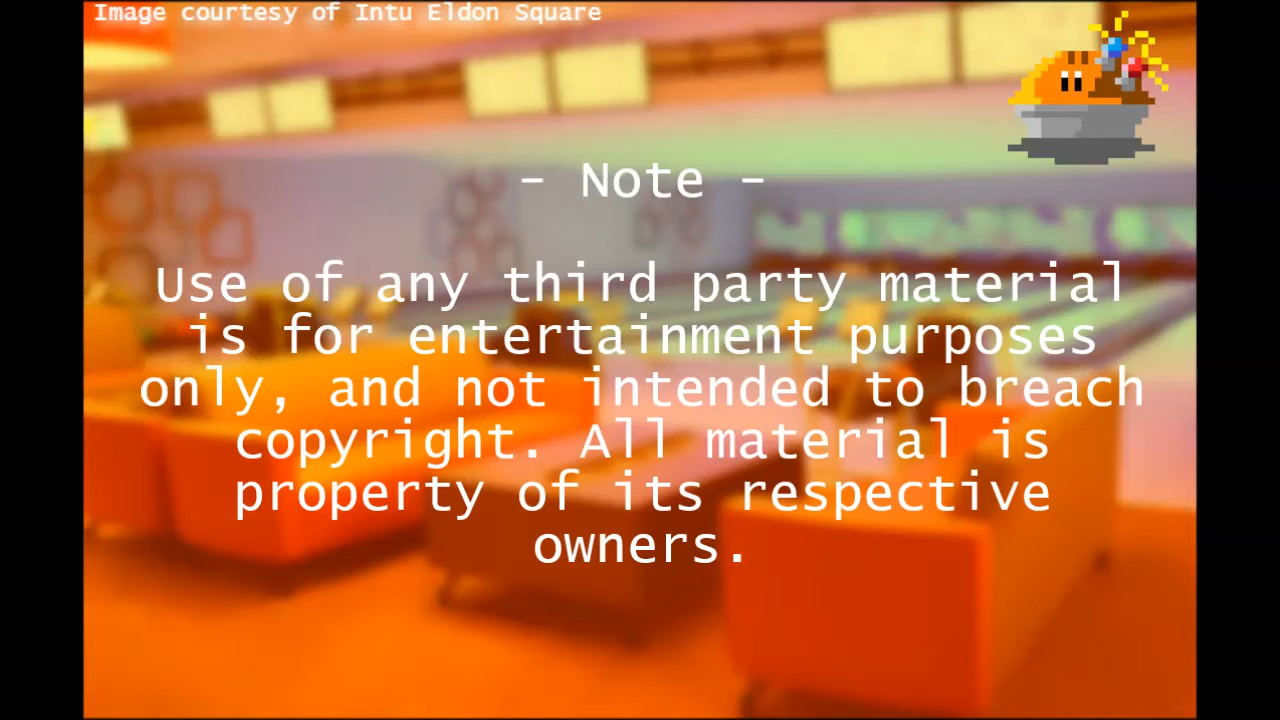 Image courtesy of Intu Eldon Square
- Note -
Use of any third party material
is for entertainment purposes
only, and not intended to breach
copyright. All material is
property of its respective
owners.